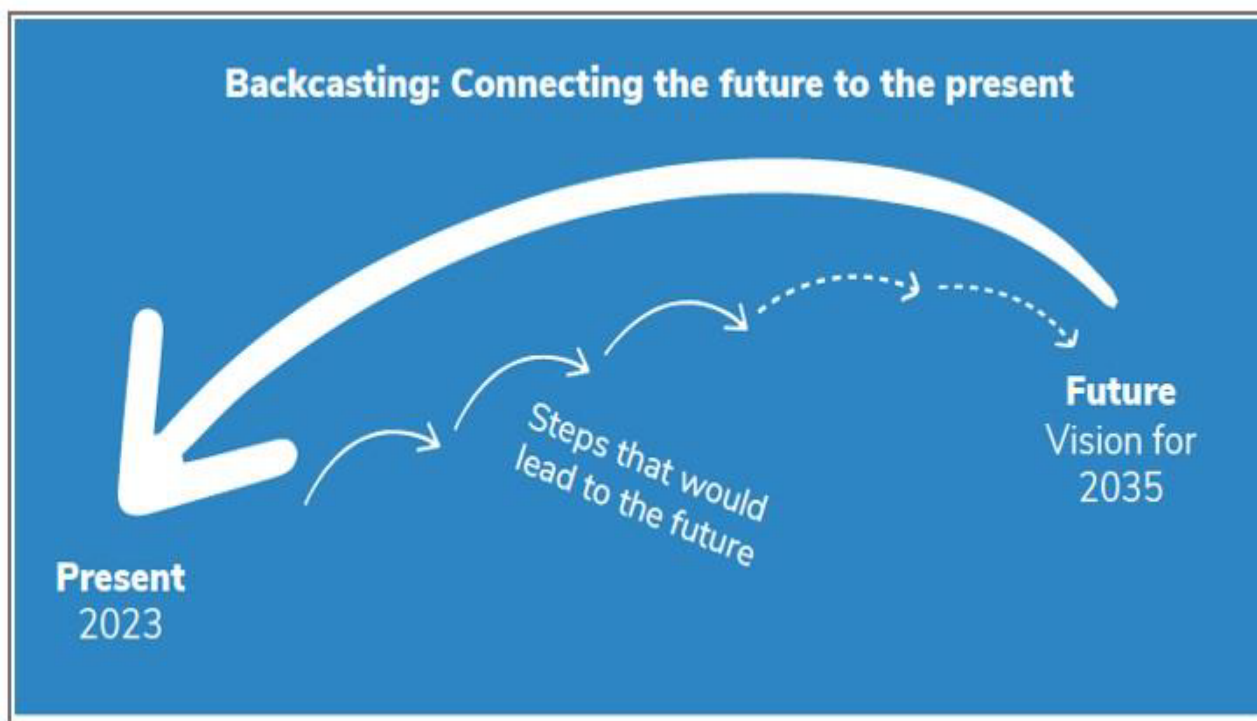 Backcasting: Connecting the future to the present
Steps that would
lead to the future
Future
Vision for
2035
Present
2023